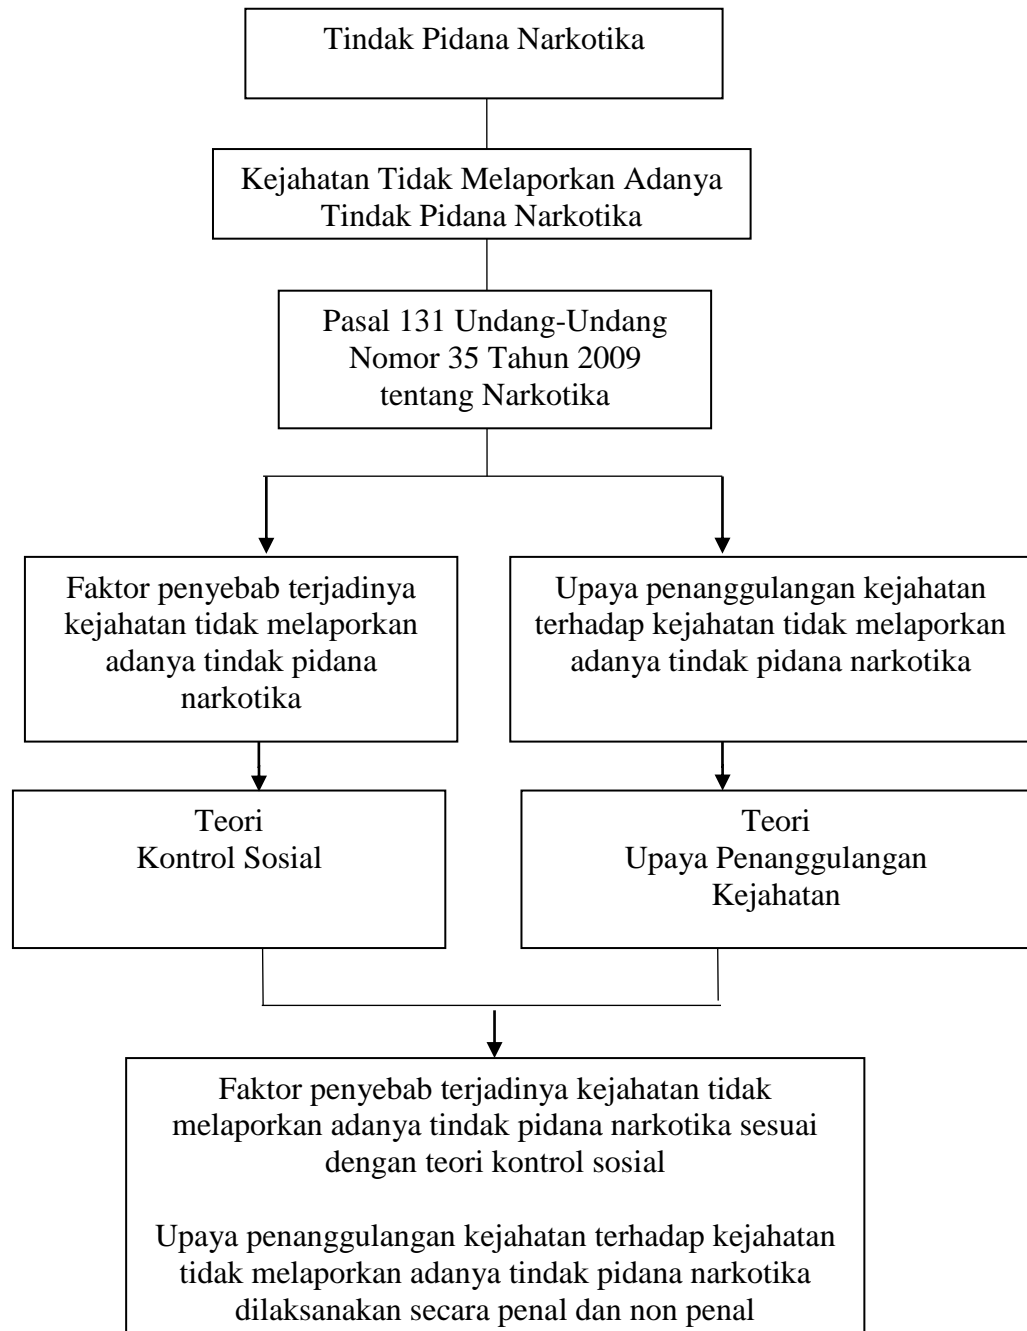 Tindak Pidana Narkotika
Kejahatan Tidak Melaporkan Adanya
Tindak Pidana Narkotika
Pasal 131 Undang-Undang
Nomor 35 Tahun 2009
tentang Narkotika
Faktor penyebab terjadinya
kejahatan tidak melaporkan
adanya tindak pidana
narkotika
Upaya penanggulangan kejahatan
terhadap kejahatan tidak melaporkan
adanya tindak pidana narkotika
Teori
Kontrol Sosial
Teori
Upaya Penanggulangan
Kejahatan
Faktor penyebab terjadinya kejahatan tidak
melaporkan adanya tindak pidana narkotika sesuai
dengan teori kontrol sosial
Upaya penanggulangan kejahatan terhadap kejahatan
tidak melaporkan adanya tindak pidana narkotika
dilaksanakan secara penal dan non penal